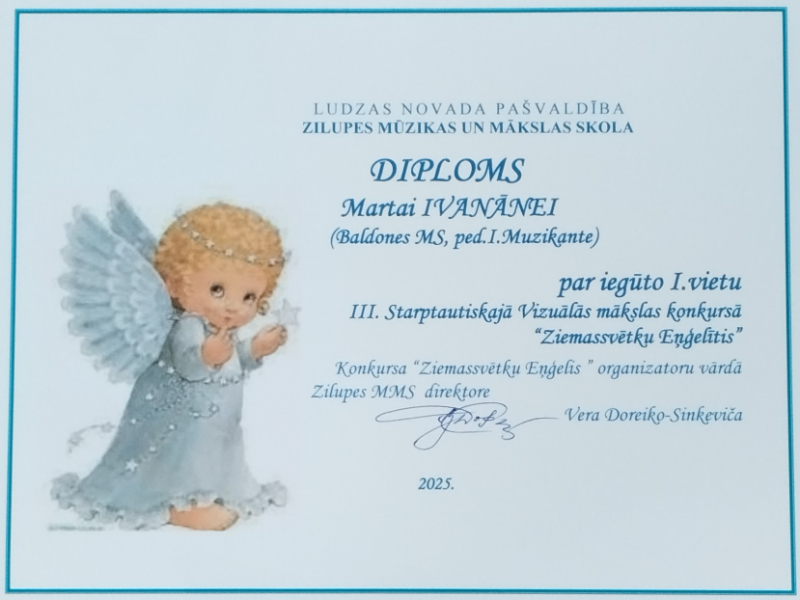 LUDZAS NOVADA PAŠVALDĪBA
ZILUPES MŪZIKAS UN MĀKSLAS SKOLA
DIPLOMS
Martai IVANĀNEI
(Baldones MS, ped.I.Muzikante)
par iegūto I.vietu
III. Starptautiskajā Vizuālās mākslas konkursā
“Ziemassvētku Eņģelītis”
Konkursa “Ziemassvētku Eņģelis ” organizatoru vārdā
Zilupes MMS direktore
Vera Doreiko-Sinkeviča
2025.